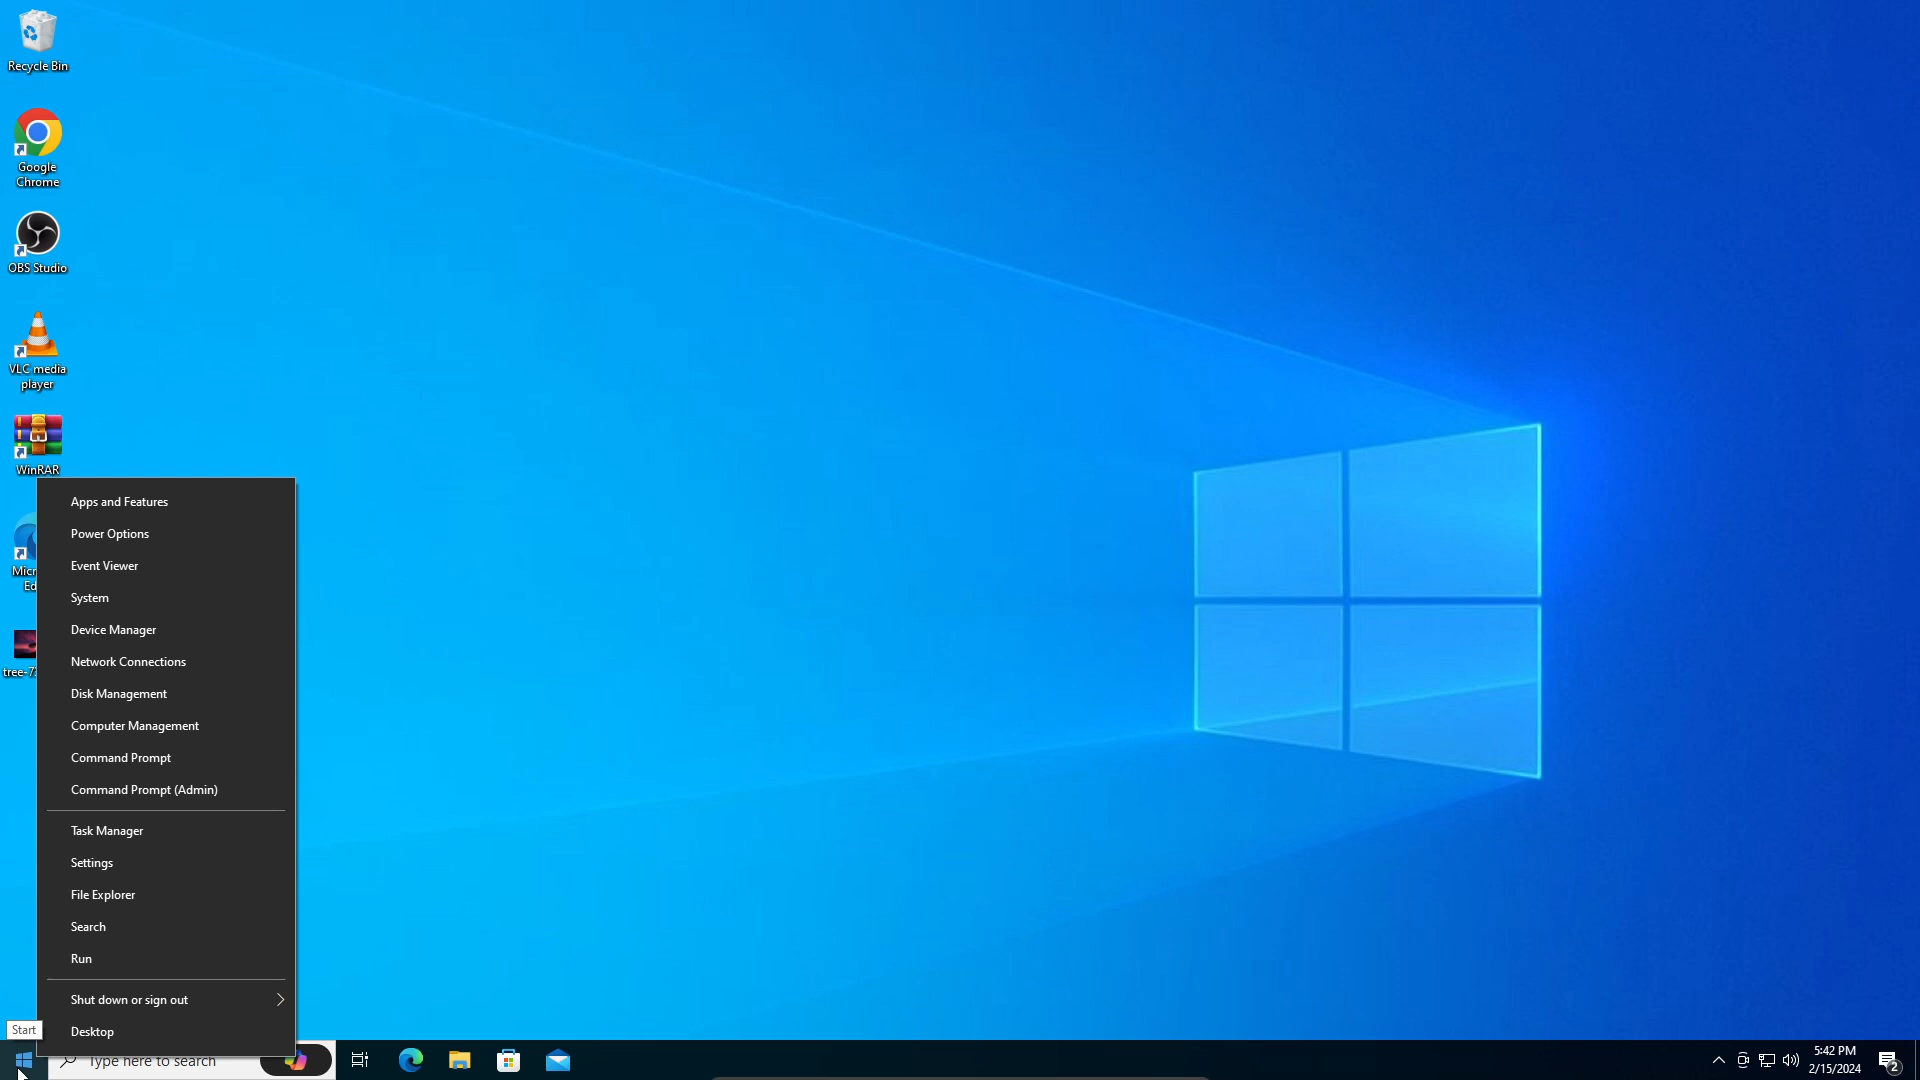 Recycle Bin
Google
Chrome
OBS Studio
VLC media
player
WinRAR
Apps and Features
Power Options
Event Viewer
System
Device Manager
Network Connections
Disk Management
Computer Management
Command Prompt
Command Prompt (Admin)
Task Manager
Settings
File Explorer
Search
Run
Shut down or sign out
Desktop
Start
Type here to search
5:42 PM
2/15/2024
2